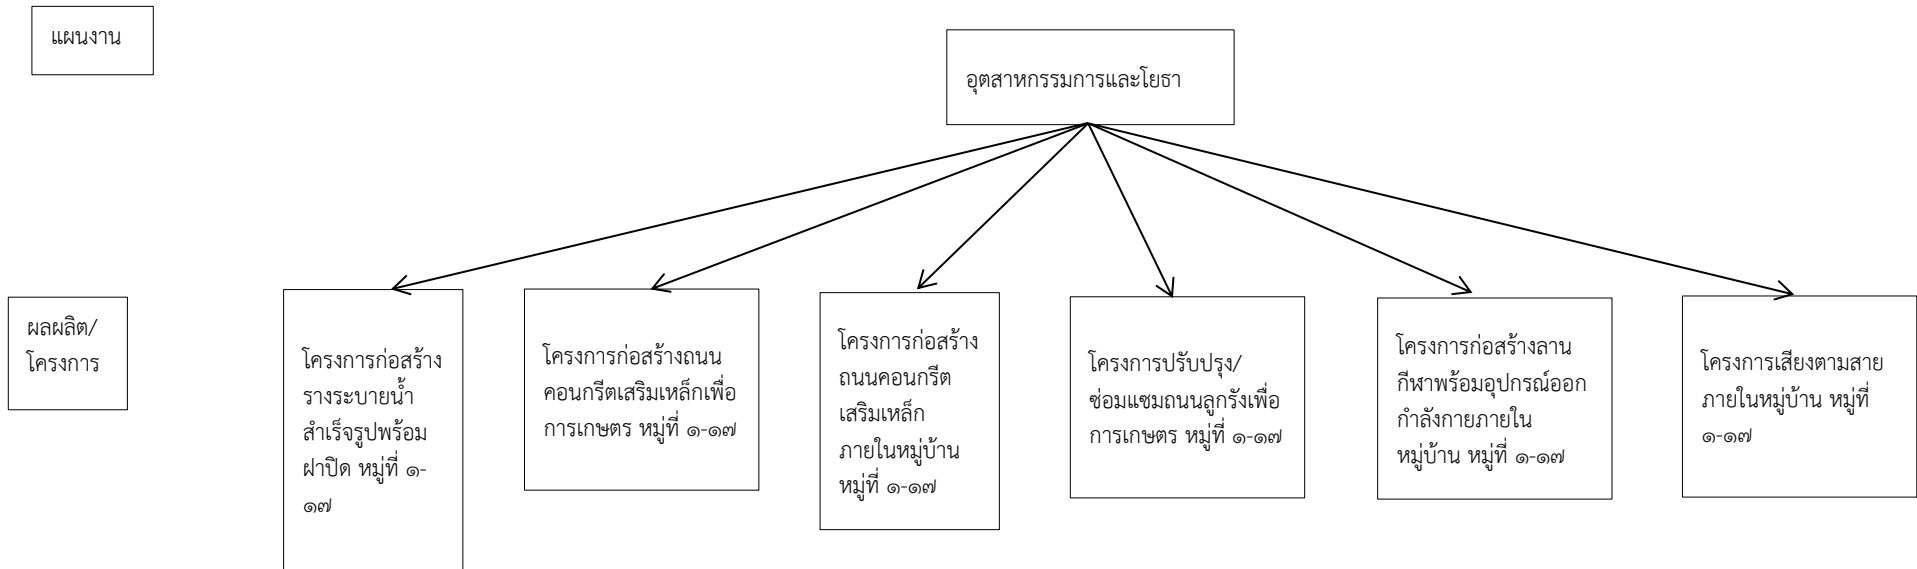 แผนงาน
อุตสาหกรรมการและโยธา
ผลผลิต/
โครงการ
โครงการก่อสร้าง
รางระบายน้ำ
สำเร็จรูปพร้อม
ฝาปิด หมู่ที่ ๑-
๑๗
โครงการก่อสร้างถนน
คอนกรีตเสริมเหล็กเพื่อ
การเกษตร หมู่ที่ ๑-๑๗
โครงการก่อสร้าง
ถนนคอนกรีต
เสริมเหล็ก
ภายในหมู่บ้าน
หมู่ที่ ๑-๑๗
โครงการปรับปรุง/
ซ่อมแซมถนนลูกรังเพื่อ
การเกษตร หมู่ที่ ๑-๑๗
โครงการก่อสร้างลาน
กีฬาพร้อมอุปกรณ์ออก
กำลังกายภายใน
หมู่บ้าน หมู่ที่ ๑-๑๗
โครงการเสียงตามสาย
ภายในหมู่บ้าน หมู่ที่
๑-๑๗